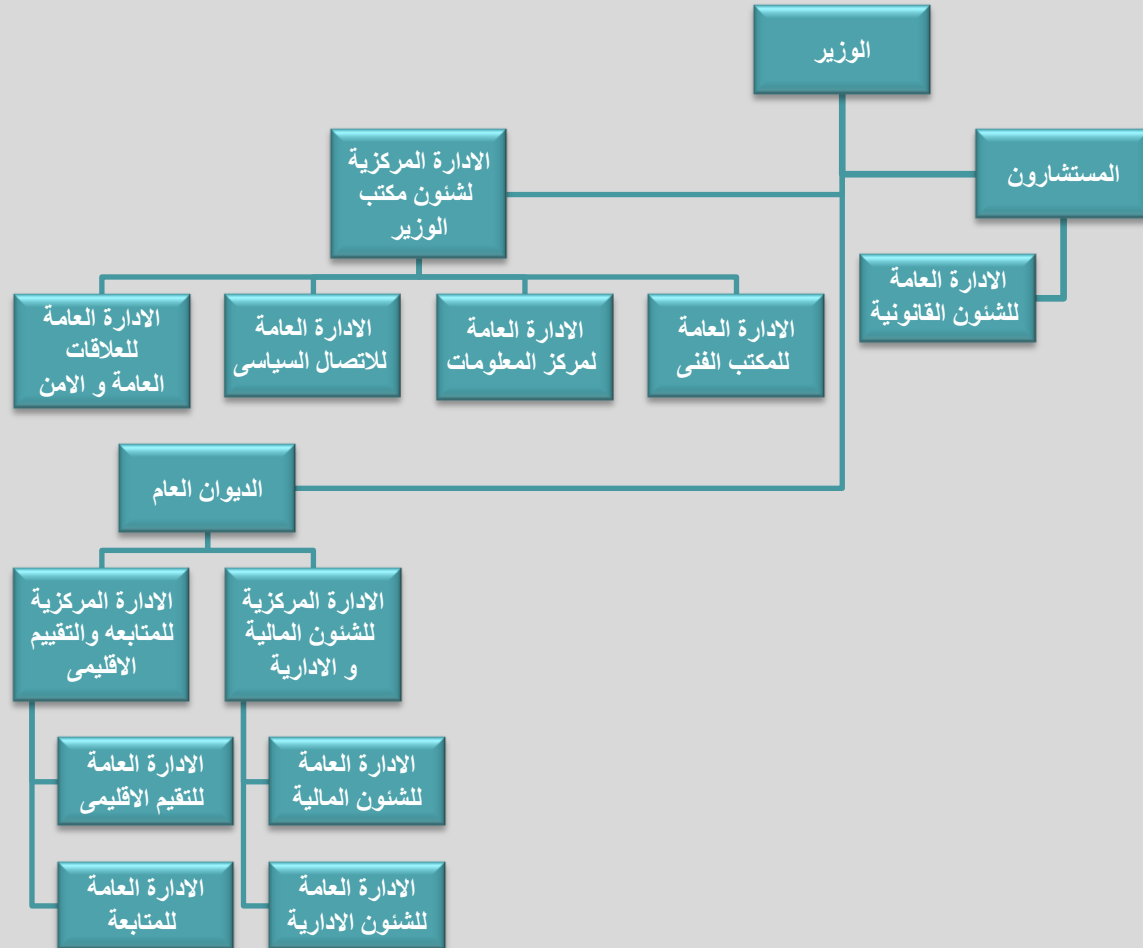 الوزير
المستشارون
الادارة المركزية
لشئون مكتب
الوزير
الادارة العامة
للشئون القانونية
الادارة العامة
للمكتب الفنى
الادارة العامة
لمركز المعلومات
الادارة العامة
للاتصال السياسى
الادارة العامة
للعلاقات
العامة و الامن
الديوان العام
الادارة المركزية
للشئون المالية
و الادارية
الادارة المركزية
للمتابعه والتقييم
الاقليمى
الادارة العامة
للشئون المالية
الادارة العامة
للتقيم الاقليمى
الادارة العامة
للشئون الادارية
الادارة العامة
للمتابعة